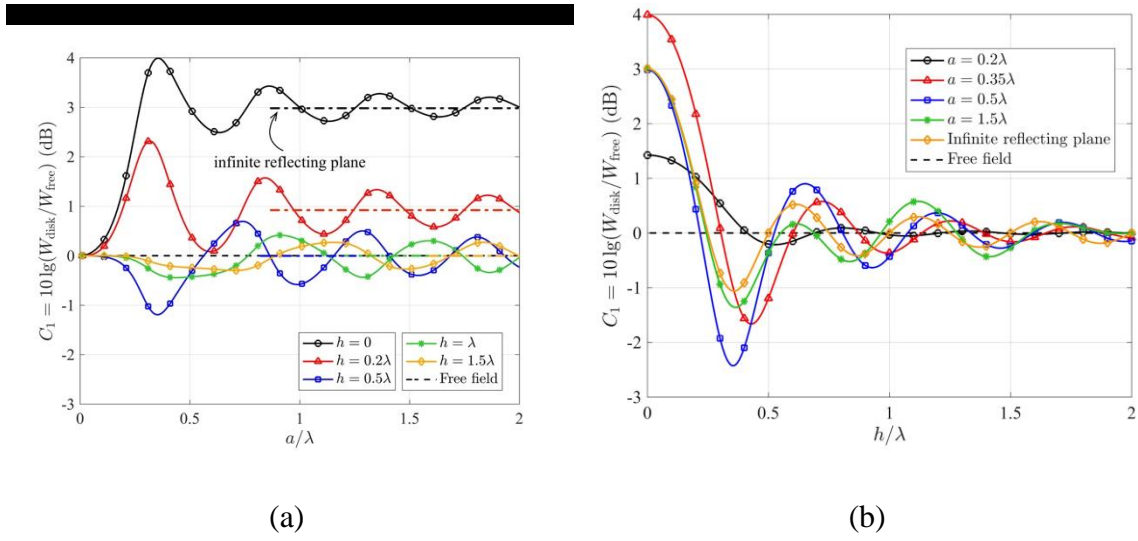 4
3
2
1
0
-1
-2
-3
0
0.5
1
1.5
2
C₁ = 10 lg(W_disk/W_free) (dB)
a/λ
infinite reflecting plane
h = 0
h = 0.2λ
h = 0.5λ
h = λ
h = 1.5λ
Free field
(a)
4
3
2
1
0
-1
-2
-3
0
0.5
1
1.5
2
C₁ = 10 lg(W_disk/W_free) (dB)
h/λ
a = 0.2λ
a = 0.35λ
a = 0.5λ
a = 1.5λ
Infinite reflecting plane
Free field
(b)